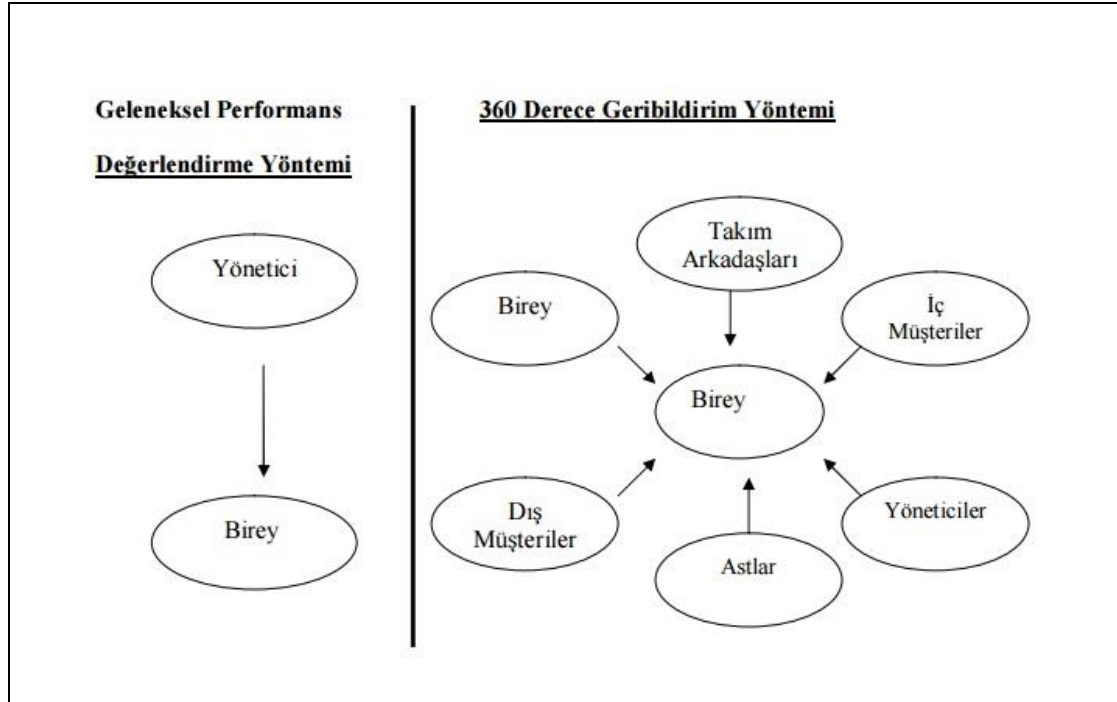 Geleneksel Performans
Değerlendirme Yöntemi
Yönetici
Birey
360 Derece Geribildirim Yöntemi
Takım
Arkadaşları
Birey
İç
Müşteriler
Birey
Dış
Müşteriler
Yöneticiler
Astlar